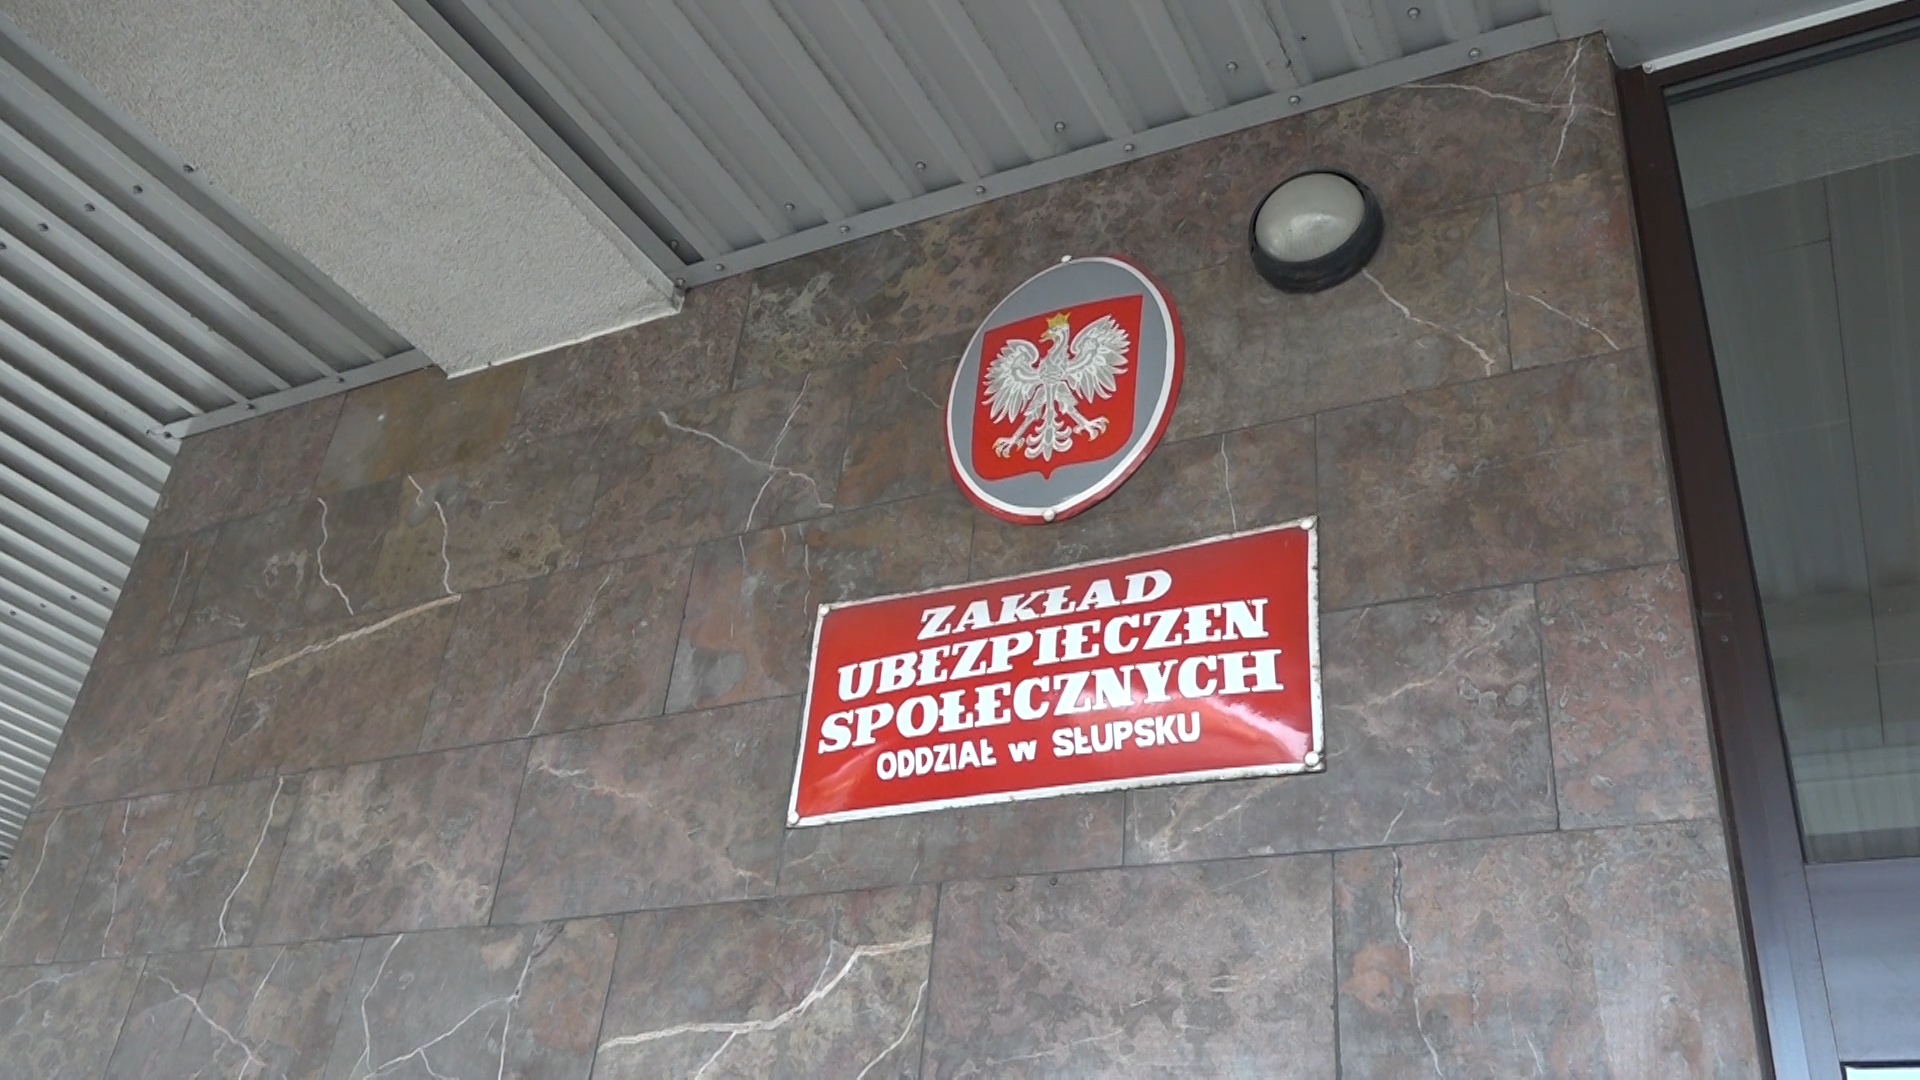 ZAKŁAD
UBEZPIECZEŃ
SPOŁECZNYCH
ODDZIAŁ w SŁUPSKU